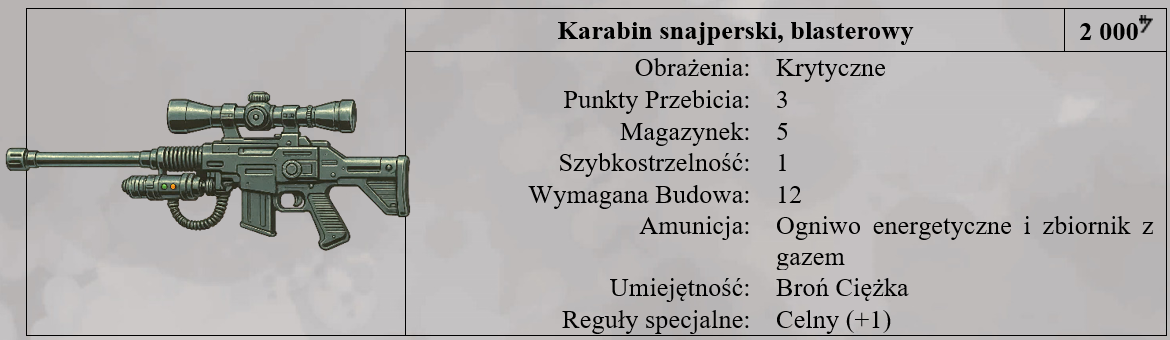 Karabin snajperski, blasterowy 2 000
Obrażenia: Krytyczne
Punkty Przebicia: 3
Magazynek: 5
Szybkostrzelność: 1
Wymagana Budowa: 12
Amunicja: Ogniwo energetyczne i zbiornik z
gazem
Umiejętność: Broń Ciężka
Reguły specjalne: Celny (+1)